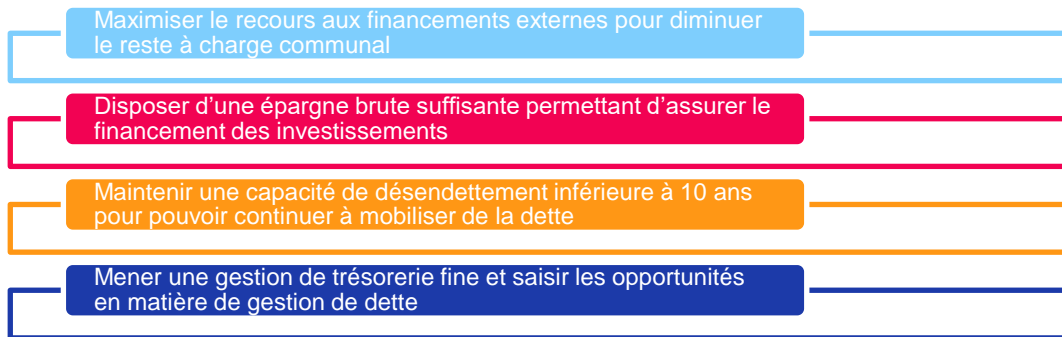 Maximiser le recours aux financements externes pour diminuer
le reste à charge communal
Disposer d'une épargne brute suffisante permettant d'assurer le
financement des investissements
Maintenir une capacité de désendettement inférieure à 10 ans
pour pouvoir continuer à mobiliser de la dette
Mener une gestion de trésorerie fine et saisir les opportunités
en matière de gestion de dette